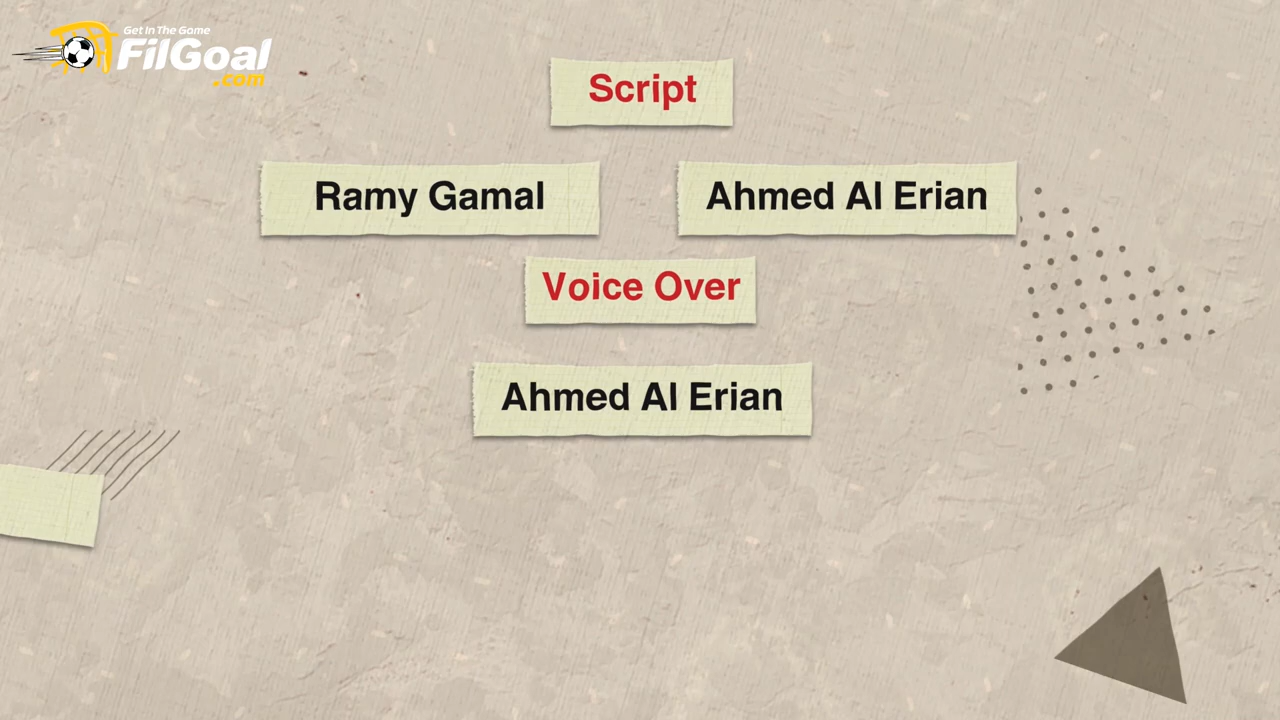 Get In The Game
FilGoal
.com
Script
Ramy Gamal Ahmed Al Erian
Voice Over
Ahmed Al Erian